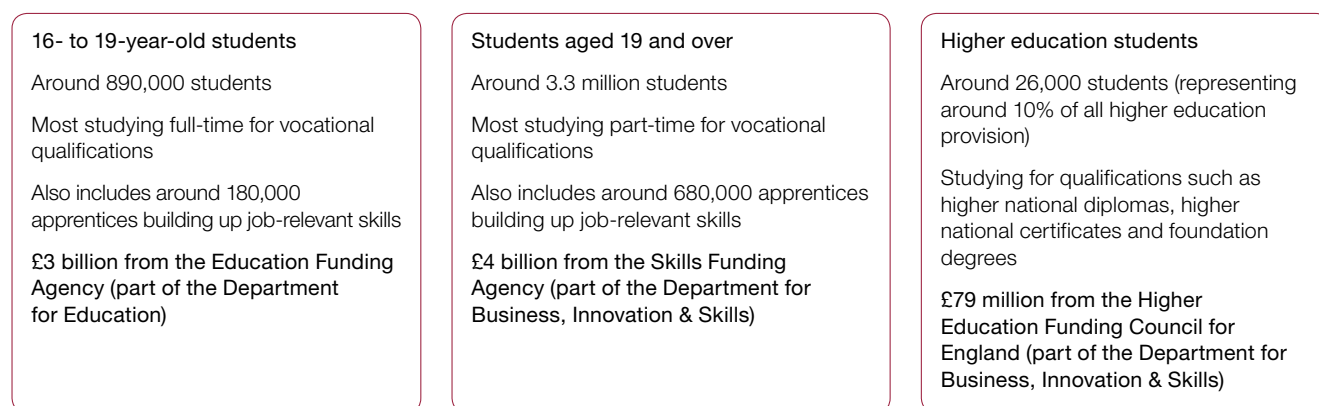 16- to 19-year-old students
Around 890,000 students
Most studying full-time for vocational
qualifications
Also includes around 180,000
apprentices building up job-relevant skills
£3 billion from the Education Funding
Agency (part of the Department
for Education)
Students aged 19 and over
Around 3.3 million students
Most studying part-time for vocational
qualifications
Also includes around 680,000 apprentices
building up job-relevant skills
£4 billion from the Skills Funding
Agency (part of the Department for
Business, Innovation & Skills)
Higher education students
Around 26,000 students (representing
around 10% of all higher education
provision)
Studying for qualifications such as
higher national diplomas, higher
national certificates and foundation
degrees
£79 million from the Higher
Education Funding Council for
England (part of the Department for
Business, Innovation & Skills)